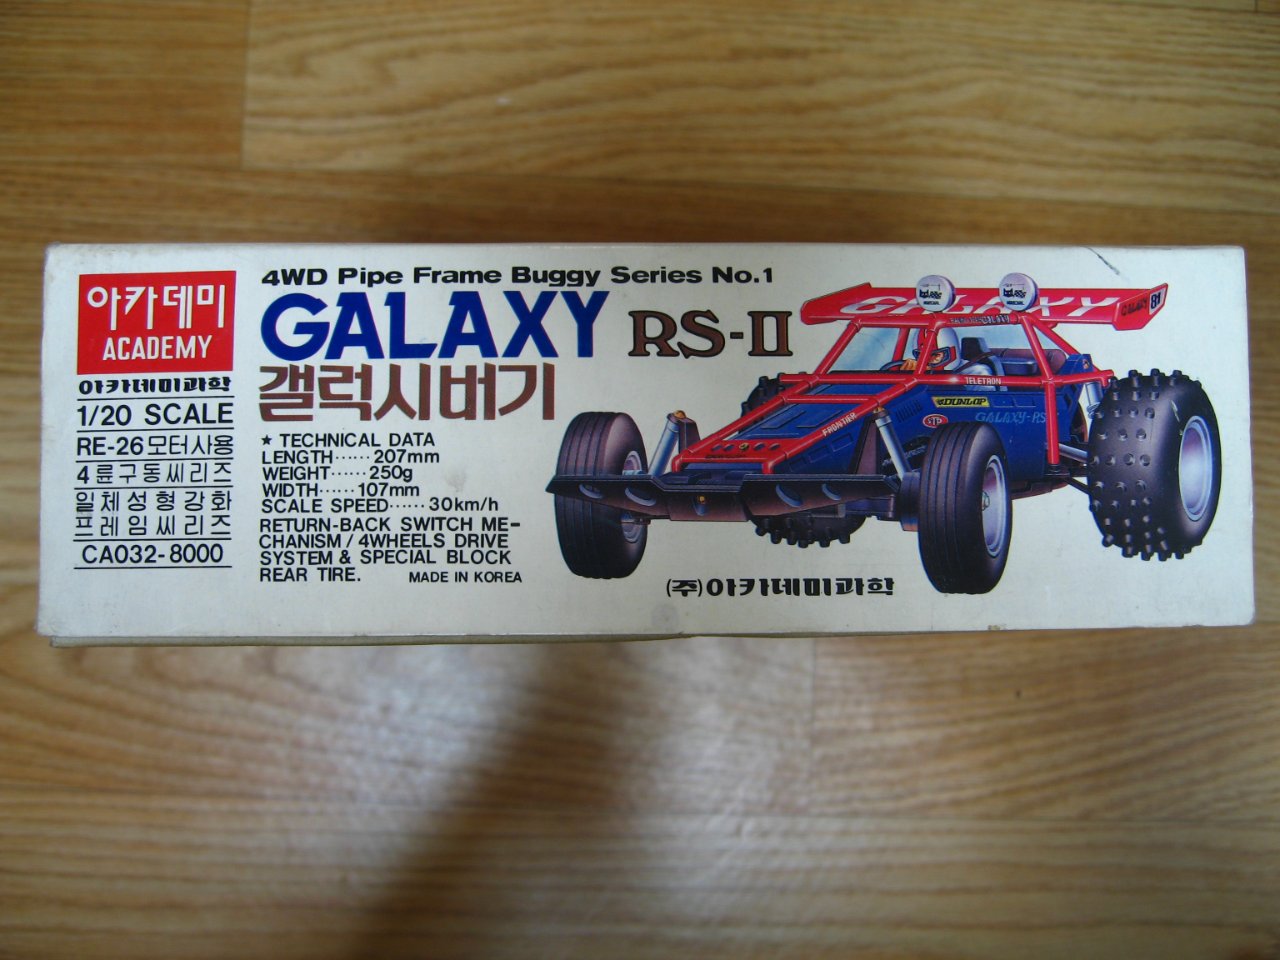 아카데미
ACADEMY
아카데미과학
1/20 SCALE
RE-26 모터사용
4륜구동씨리즈
일체성형강화
프레임씨리즈
CA032-8000
4WD Pipe Frame Buggy Series No.1
GALAXY RS-II
갤럭시버기
★ TECHNICAL DATA
LENGTH······207mm
WEIGHT······250g
WIDTH······107mm
SCALE SPEED······30km/h
RETURN-BACK SWITCH ME-
CHANISM/4WHEELS DRIVE
SYSTEM & SPECIAL BLOCK
REAR TIRE.
MADE IN KOREA
GALAXY
GALAXY 81
TELETRON
DUNLOP
STP
GALAXY-RS
FRONTIER
(주)아카데미과학